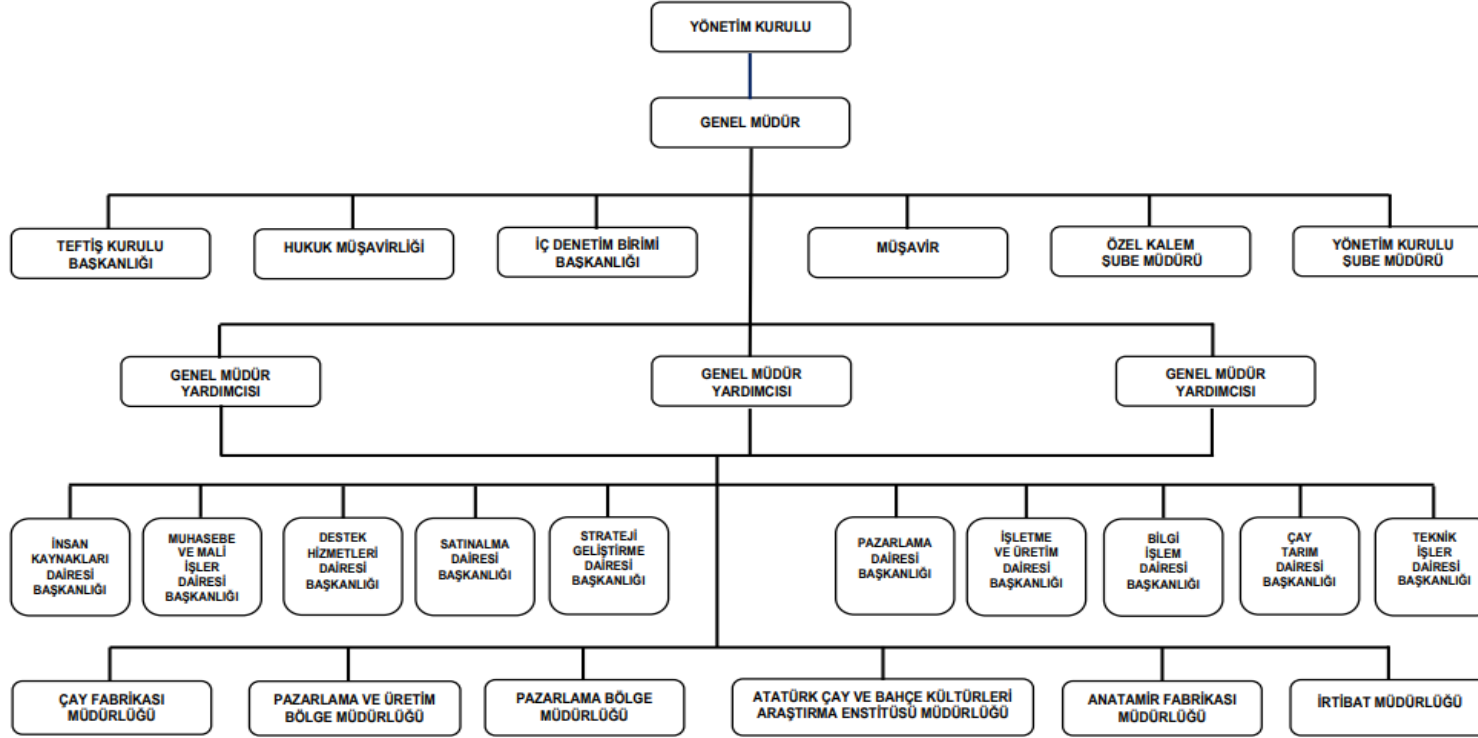 YÖNETİM KURULU
GENEL MÜDÜR
TEFTİŞ KURULU
BAŞKANLIĞI
HUKUK MÜŞAVİRLİĞİ
İÇ DENETİM BİRİMİ
BAŞKANLIĞI
MÜŞAVİR
ÖZEL KALEM
ŞUBE MÜDÜRÜ
YÖNETİM KURULU
ŞUBE MÜDÜRÜ
GENEL MÜDÜR
YARDIMCISI
GENEL MÜDÜR
YARDIMCISI
GENEL MÜDÜR
YARDIMCISI
İNSAN
KAYNAKLARI
DAİRESİ
BAŞKANLIĞI
MUHASEBE
VE MALİ
İŞLER
DAİRESİ
BAŞKANLIĞI
DESTEK
HİZMETLERİ
DAİRESİ
BAŞKANLIĞI
SATINALMA
DAİRESİ
BAŞKANLIĞI
STRATEJİ
GELİŞTİRME
DAİRESİ
BAŞKANLIĞI
PAZARLAMA
DAİRESİ
BAŞKANLIĞI
İŞLETME
VE ÜRETİM
DAİRESİ
BAŞKANLIĞI
BİLGİ
İŞLEM
DAİRESİ
BAŞKANLIĞI
ÇAY
TARIM
DAİRESİ
BAŞKANLIĞI
TEKNİK
İŞLER
DAİRESİ
BAŞKANLIĞI
ÇAY FABRİKASI
MÜDÜRLÜĞÜ
PAZARLAMA VE ÜRETİM
BÖLGE MÜDÜRLÜĞÜ
PAZARLAMA BÖLGE
MÜDÜRLÜĞÜ
ATATÜRK ÇAY VE BAHÇE KÜLTÜRLERİ
ARAŞTIRMA ENSTİTÜSÜ MÜDÜRLÜĞÜ
ANATAMİR FABRİKASI
MÜDÜRLÜĞÜ
İRTİBAT MÜDÜRLÜĞÜ